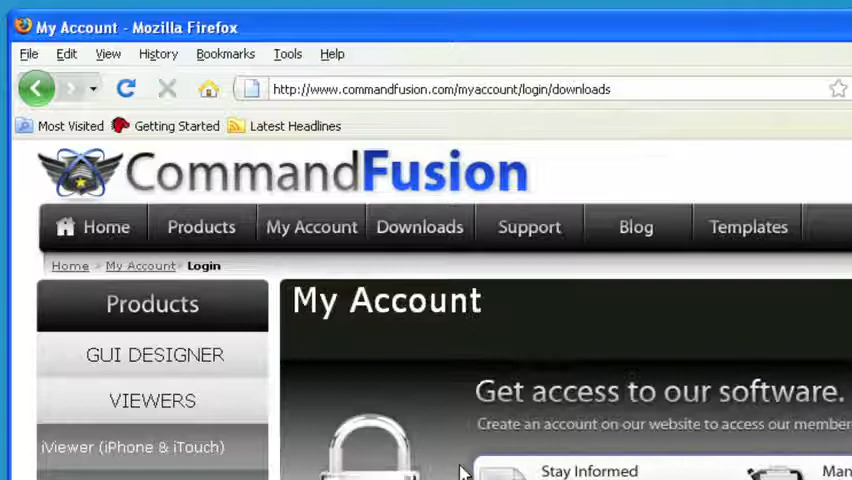 My Account - Mozilla Firefox
File Edit View History Bookmarks Tools Help
http://www.commandfusion.com/myaccount/login/downloads
Most Visited Getting Started Latest Headlines
CommandFusion
Home Products My Account Downloads Support Blog Templates
Home > My Account > Login
Products
My Account
GUI DESIGNER
Get access to our software.
VIEWERS
Create an account on our website to access our member
iViewer (iPhone & iTouch)
Stay Informed